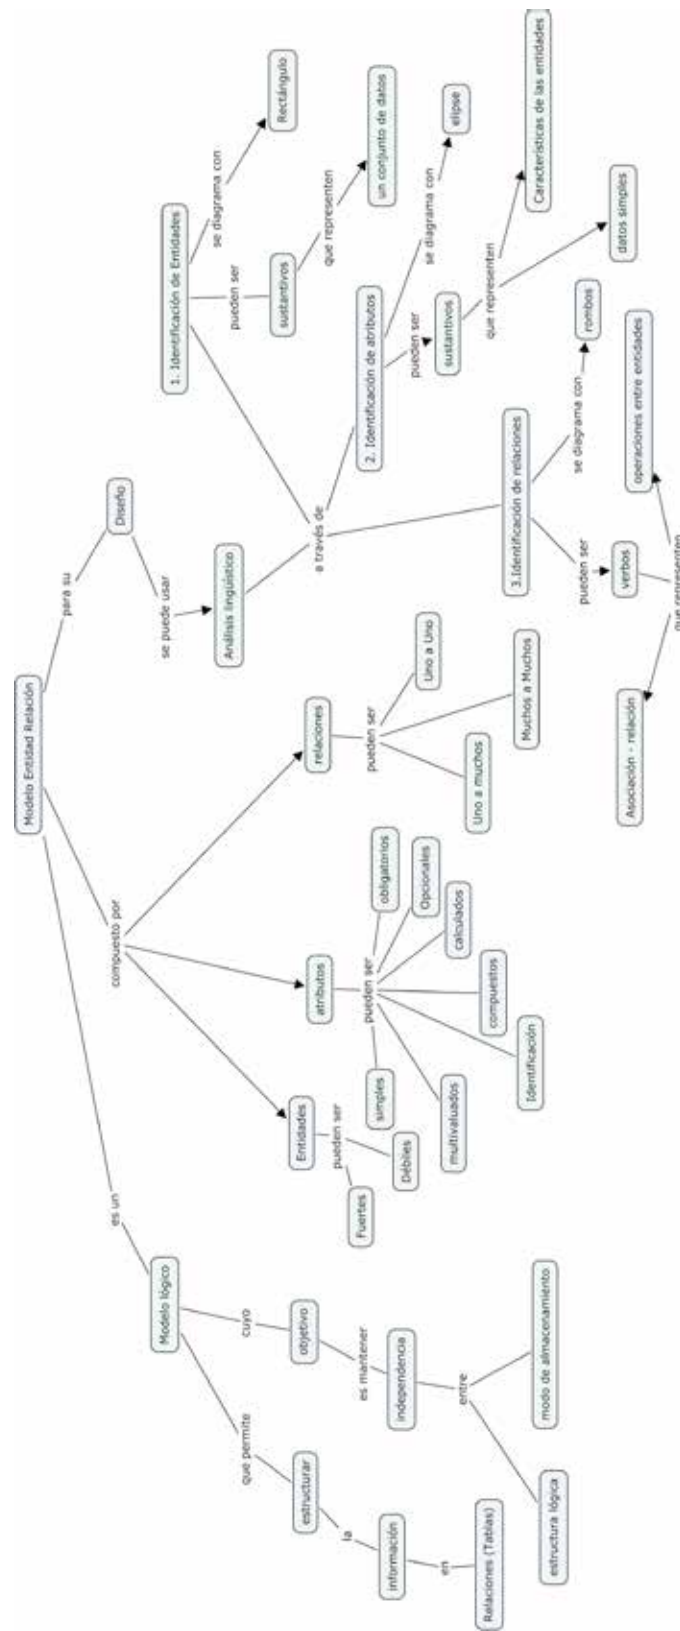 Modelo Entidad Relación
es un
compuesto por
para su
Modelo lógico
que permite
cuyo
estructurar
objetivo
la
es mantener
información
independencia
en
entre
Relaciones (Tablas)
estructura lógica
modo de almacenamiento
Entidades
pueden ser
Fuertes
Débiles
atributos
pueden ser
simples
multivaluados
Identificación
compuestos
calculados
Opcionales
obligatorios
relaciones
pueden ser
Uno a muchos
Muchos a Muchos
Uno a Uno
Diseño
se puede usar
Análisis lingüístico
a través de
1. Identificación de Entidades
pueden ser
se diagrama con
sustantivos
Rectángulo
que representen
un conjunto de datos
2. Identificación de atributos
pueden ser
se diagrama con
sustantivos
elipse
que representen
Características de las entidades
datos simples
3.Identificación de relaciones
pueden ser
se diagrama con
verbos
rombos
que representen
Asociación - relación
operaciones entre entidades